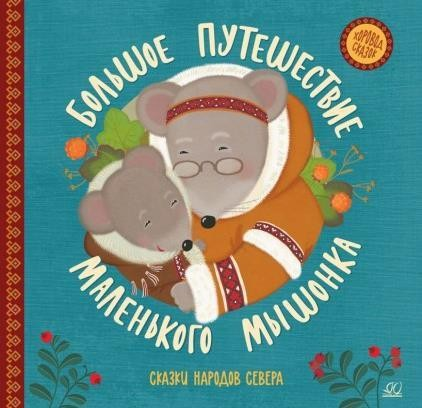 ХОРОВОД
СКАЗОК
БОЛЬШОЕ ПУТЕШЕСТВИЕ
МАЛЕНЬКОГО МЫШОНКА
СКАЗКИ НАРОДОВ СЕВЕРА